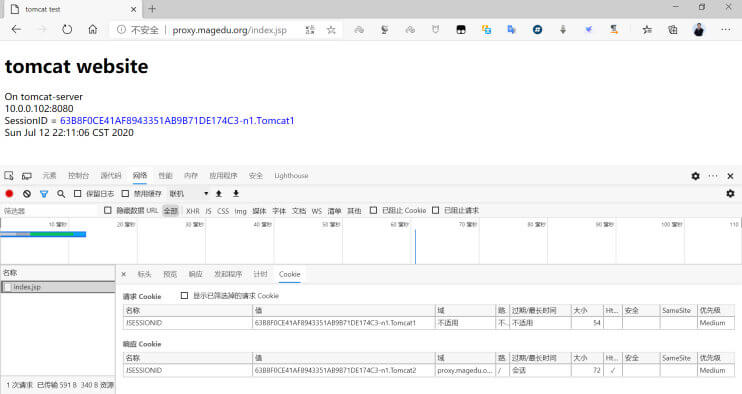 tomcat test
不安全 | proxy.magedu.org/index.jsp
tomcat website
On tomcat-server
10.0.0.102:8080
SessionID = 63B8F0CE41AF8943351AB9B71DE174C3-n1.Tomcat1
Sun Jul 12 22:11:06 CST 2020
元素 控制台 源代码 网络 性能 内存 应用程序 安全 Lighthouse
保留日志 禁用缓存 联机
筛选器 隐藏数据 URL 全部 XHR JS CSS Img 媒体 字体 文档 WS 清单 其他 已阻止 Cookie 已阻止请求
10 毫秒 20 毫秒 30 毫秒 40 毫秒 50 毫秒 60 毫秒 70 毫秒 80 毫秒 90 毫秒 100 毫秒 110
名称 × 标头 预览 响应 发起程序 计时 Cookie
index.jsp
请求 Cookie 显示已筛选掉的请求 Cookie
名称 值 域 路. 过期/最长时间 大小 Ht... 安全 SameSite 优先级
JSESSIONID 63B8F0CE41AF8943351AB9B71DE174C3-n1.Tomcat1 不适用 不.. 不适用 54 Medium
响应 Cookie
名称 值 域 路. 过期/最长时间 大小 Ht... 安全 SameSite 优先级
JSESSIONID 63B8F0CE41AF8943351AB9B71DE174C3-n1.Tomcat2 proxy.magedu.o... / 会话 72 ✓ Medium
1 次请求 已传输 591 B 340 B 资源